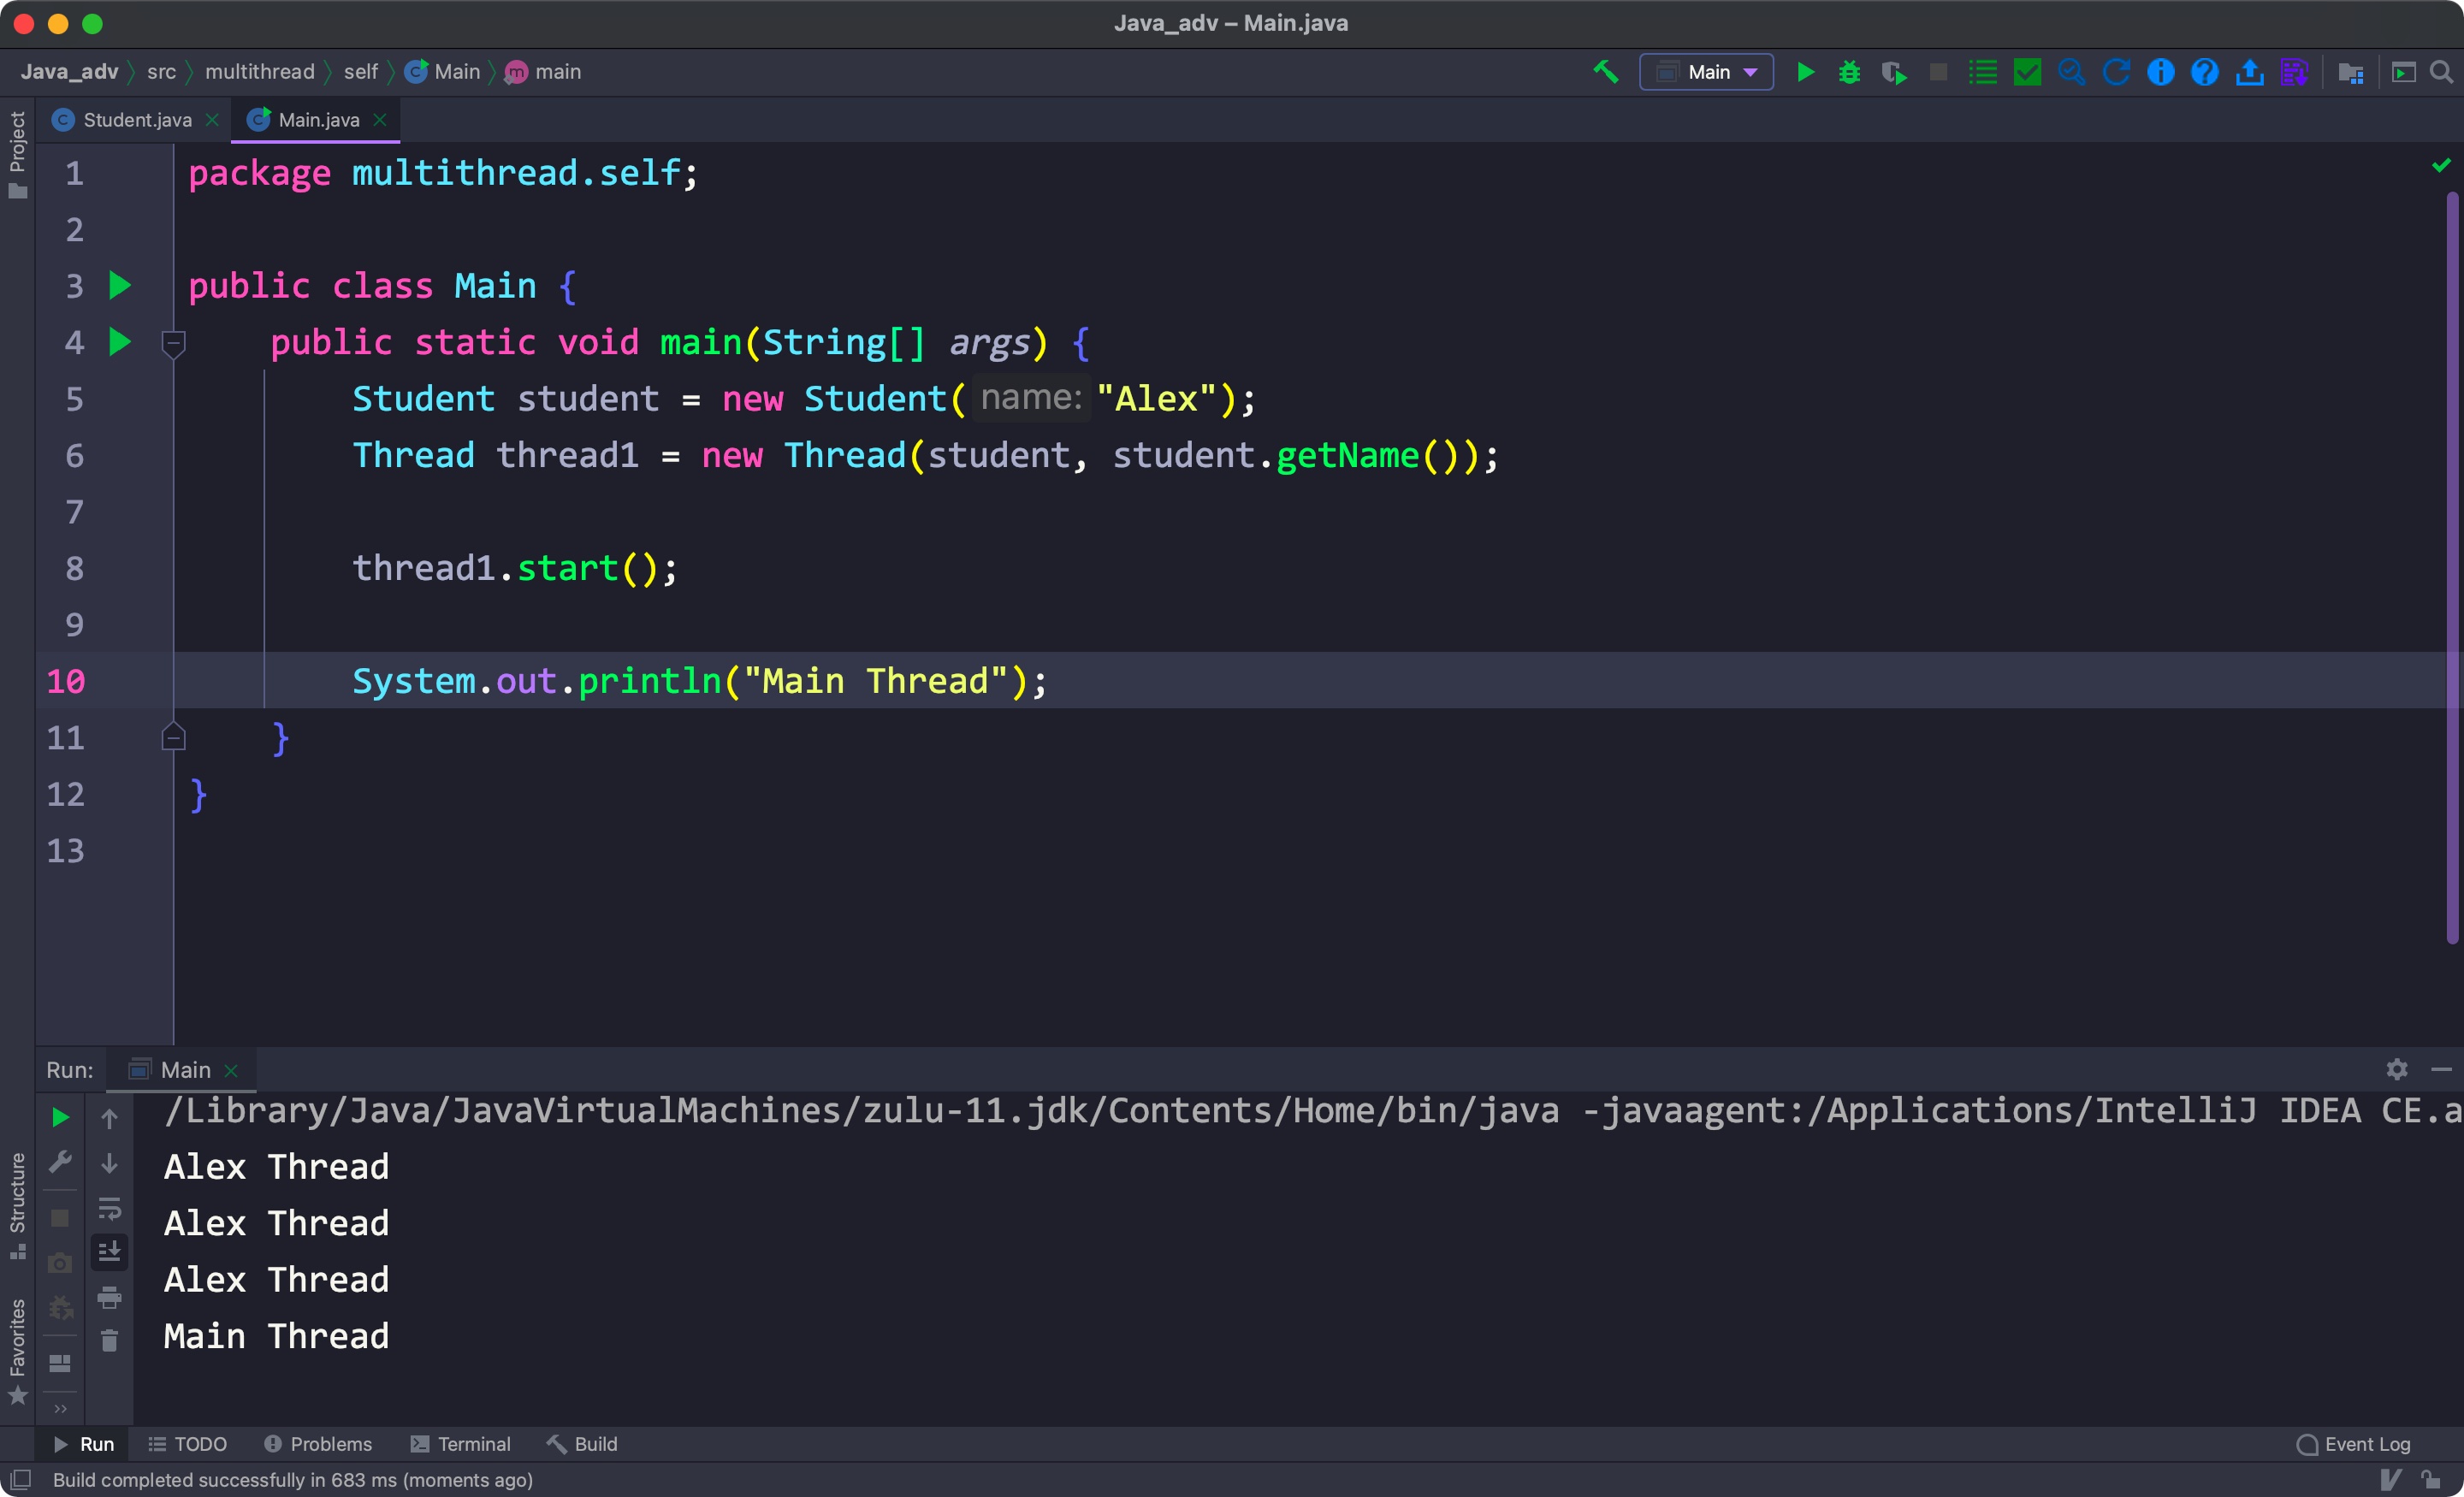 Java_adv – Main.java
Java_adv src multithread self Main main
Main
Student.java Main.java
Project
1 package multithread.self;
2
3 public class Main {
4 public static void main(String[] args) {
5 Student student = new Student( name: "Alex");
6 Thread thread1 = new Thread(student, student.getName());
7
8 thread1.start();
9
10 System.out.println("Main Thread");
11 }
12 }
13
Run: Main
/Library/Java/JavaVirtualMachines/zulu-11.jdk/Contents/Home/bin/java -javaagent:/Applications/IntelliJ IDEA CE.a
Alex Thread
Alex Thread
Alex Thread
Main Thread
Structure
Favorites
Run TODO Problems Terminal Build Event Log
Build completed successfully in 683 ms (moments ago)